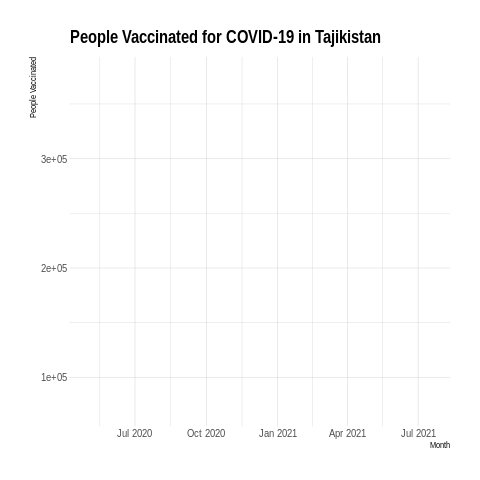 People Vaccinated for COVID-19 in Tajikistan
People Vaccinated
3e+05
2e+05
1e+05
Jul 2020 Oct 2020 Jan 2021 Apr 2021 Jul 2021
Month